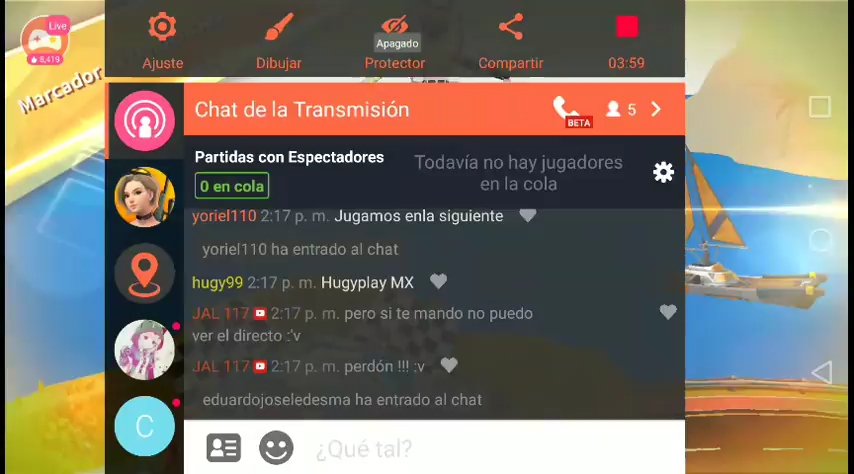 Live
8,419
Marcador
Ajuste
Dibujar
Apagado
Protector
Compartir
03:59
Chat de la Transmisión
BETA
5
Partidas con Espectadores
0 en cola
Todavía no hay jugadores
en la cola
yoriel110 2:17 p. m. Jugamos enla siguiente
yoriel110 ha entrado al chat
hugy99 2:17 p. m. Hugyplay MX
JAL 117 2:17 p. m. pero si te mando no puedo
ver el directo :'v
JAL 117 2:17 p. m. perdón !!! :v
eduardojoseledesma ha entrado al chat
C
¿Qué tal?